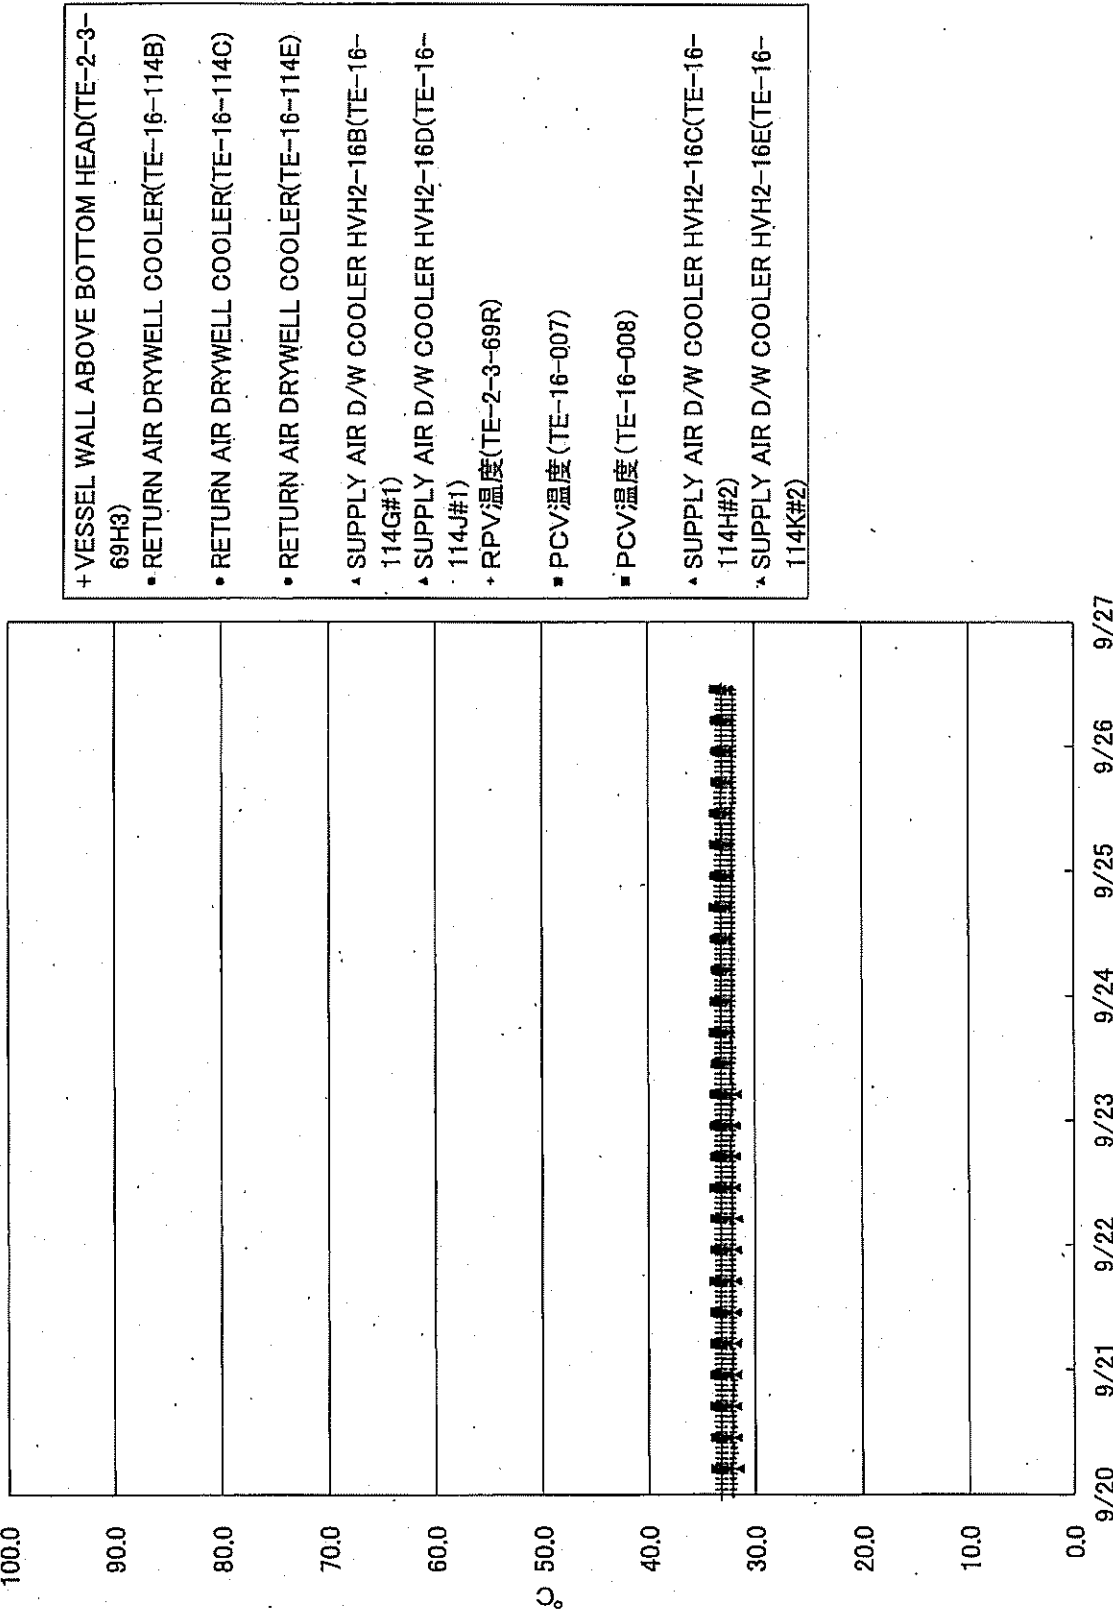 100.0
90.0
80.0
70.0
60.0
50.0
40.0
30.0
20.0
10.0
0.0
℃
9/20 9/21 9/22 9/23 9/24 9/25 9/26 9/27
+ VESSEL WALL ABOVE BOTTOM HEAD(TE-2-3-
69H3)
• RETURN AIR DRYWELL COOLER(TE-16-114B)
• RETURN AIR DRYWELL COOLER(TE-16-114C)
• RETURN AIR DRYWELL COOLER(TE-16-114E)
▲ SUPPLY AIR D/W COOLER HVH2-16B(TE-16-
114G#1)
▲ SUPPLY AIR D/W COOLER HVH2-16D(TE-16-
114J#1)
+ RPV温度(TE-2-3-69R)
■ PCV温度(TE-16-007)
■ PCV温度(TE-16-008)
▲ SUPPLY AIR D/W COOLER HVH2-16C(TE-16-
114H#2)
▲ SUPPLY AIR D/W COOLER HVH2-16E(TE-16-
114K#2)